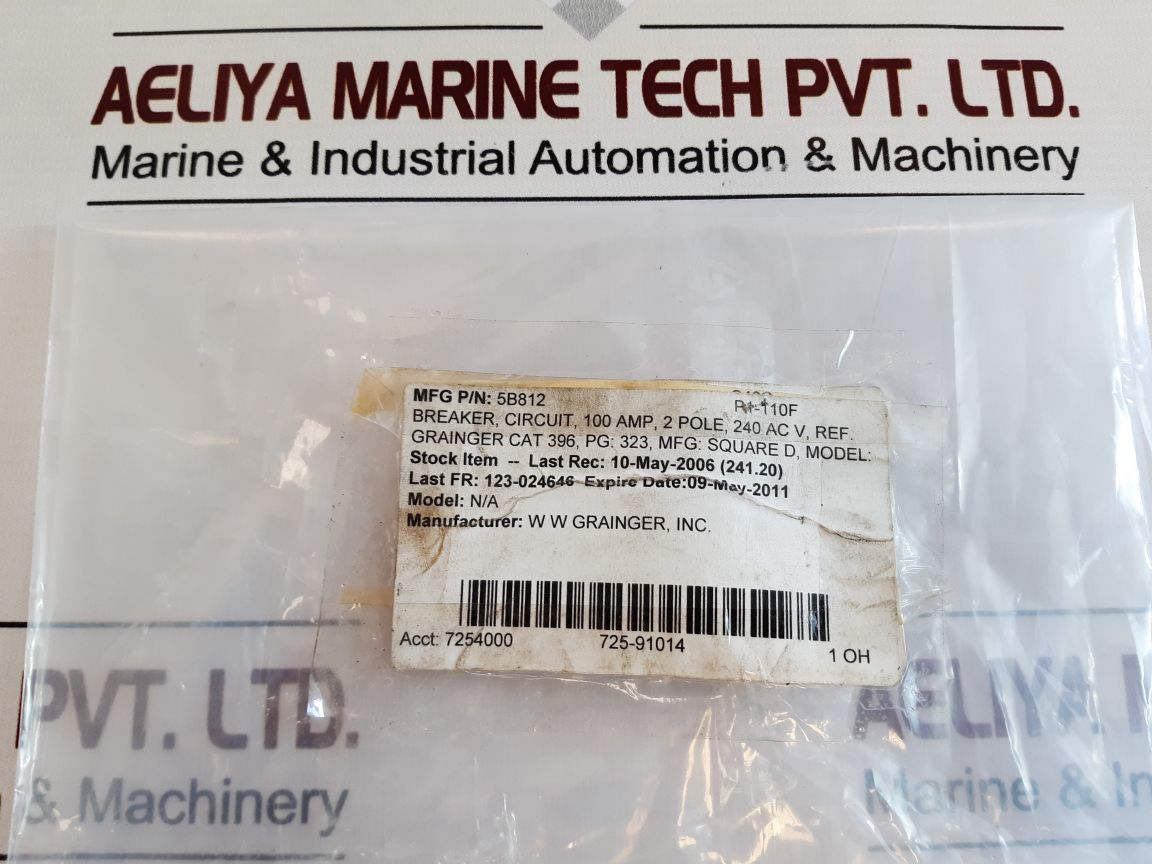 AELIYA MARINE TECH PVT. LTD.
Marine & Industrial Automation & Machinery
MFG P/N: 5B812
P1-110F
BREAKER, CIRCUIT, 100 AMP, 2 POLE, 240 AC V, REF.
GRAINGER CAT 396, PG: 323, MFG: SQUARE D, MODEL:
Stock Item -- Last Rec: 10-May-2006 (241.20)
Last FR: 123-024646 Expire Date:09-May-2011
Model: N/A
Manufacturer: W W GRAINGER, INC.
Acct: 7254000 725-91014 1 OH
PVT. LTD. AELIYA
& Machinery Marine & In